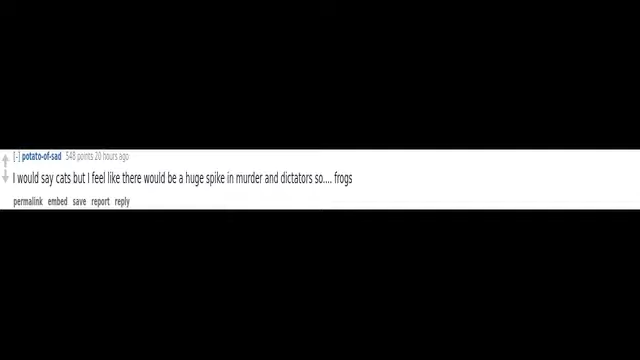 [-] potato-of-sad 548 points 20 hours ago
I would say cats but I feel like there would be a huge spike in murder and dictators so.... frogs
permalink embed save report reply